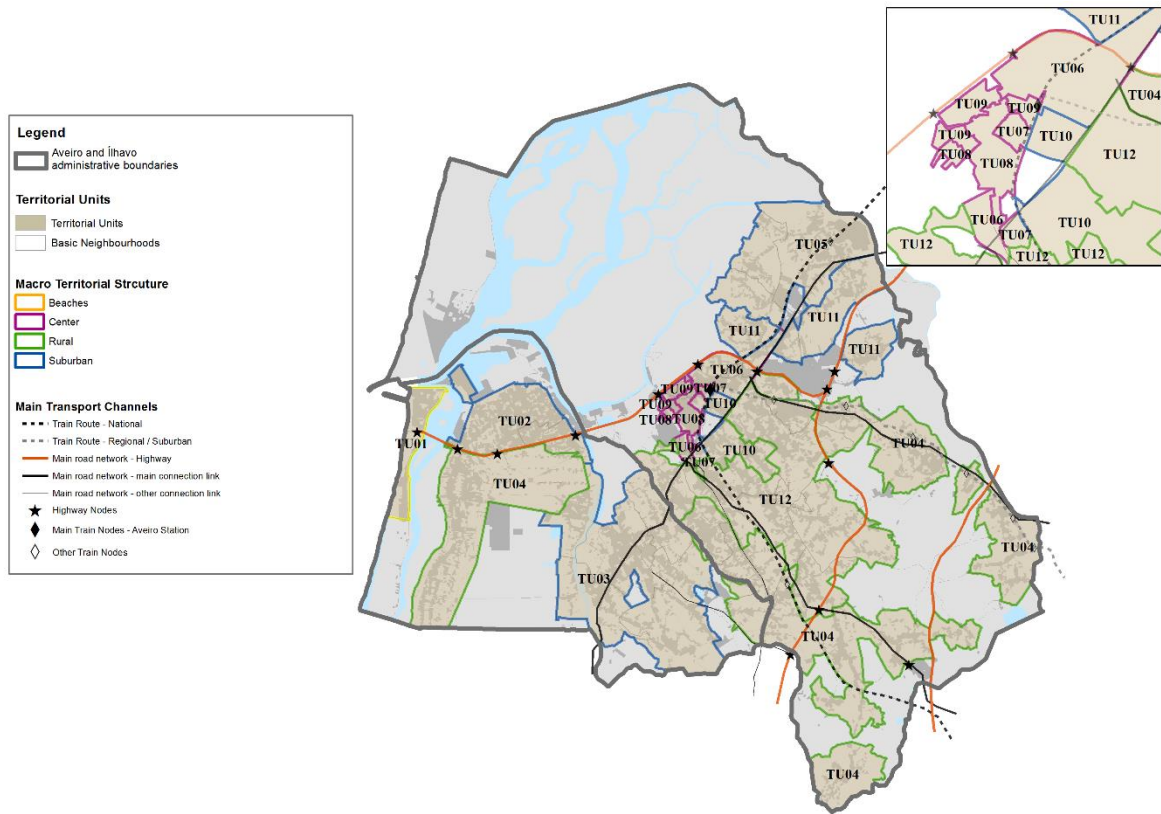 Legend
Aveiro and Ílhavo
administrative boundaries
Territorial Units
Territorial Units
Basic Neighbourhoods
Macro Territorial Strcuture
Beaches
Center
Rural
Suburban
Main Transport Channels
Train Route - National
Train Route - Regional / Suburban
Main road network - Highway
Main road network - main connection link
Main road network - other connection link
Highway Nodes
Main Train Nodes - Aveiro Station
Other Train Nodes
TU11
TU06
TU04
TU09
TU09
TU09
TU07
TU10
TU08
TU08
TU12
TU06
TU07
TU10
TU12
TU12
TU12
TU05
TU11
TU11
TU11
TU06
TU09
TU07
TU09
TU10
TU08
TU08
TU02
TU01
TU06
TU07
TU10
TU04
TU04
TU12
TU03
TU04
TU04
TU04